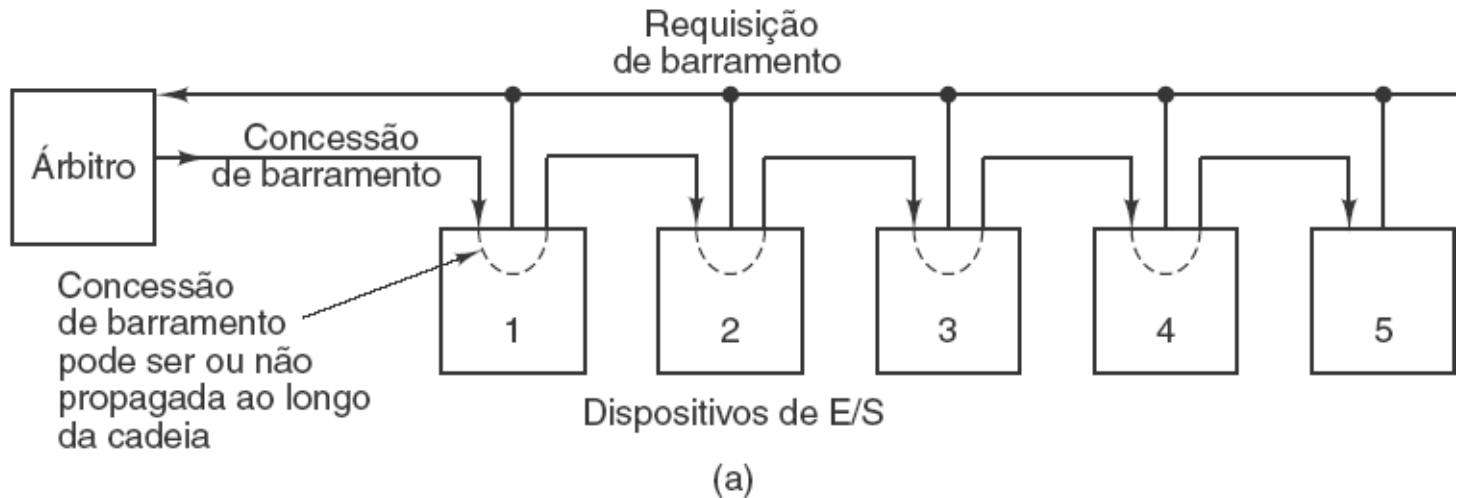 Requisição
de barramento
Árbitro
Concessão
de barramento
Concessão
de barramento
pode ser ou não
propagada ao longo
da cadeia
1
2
3
4
5
Dispositivos de E/S
(a)